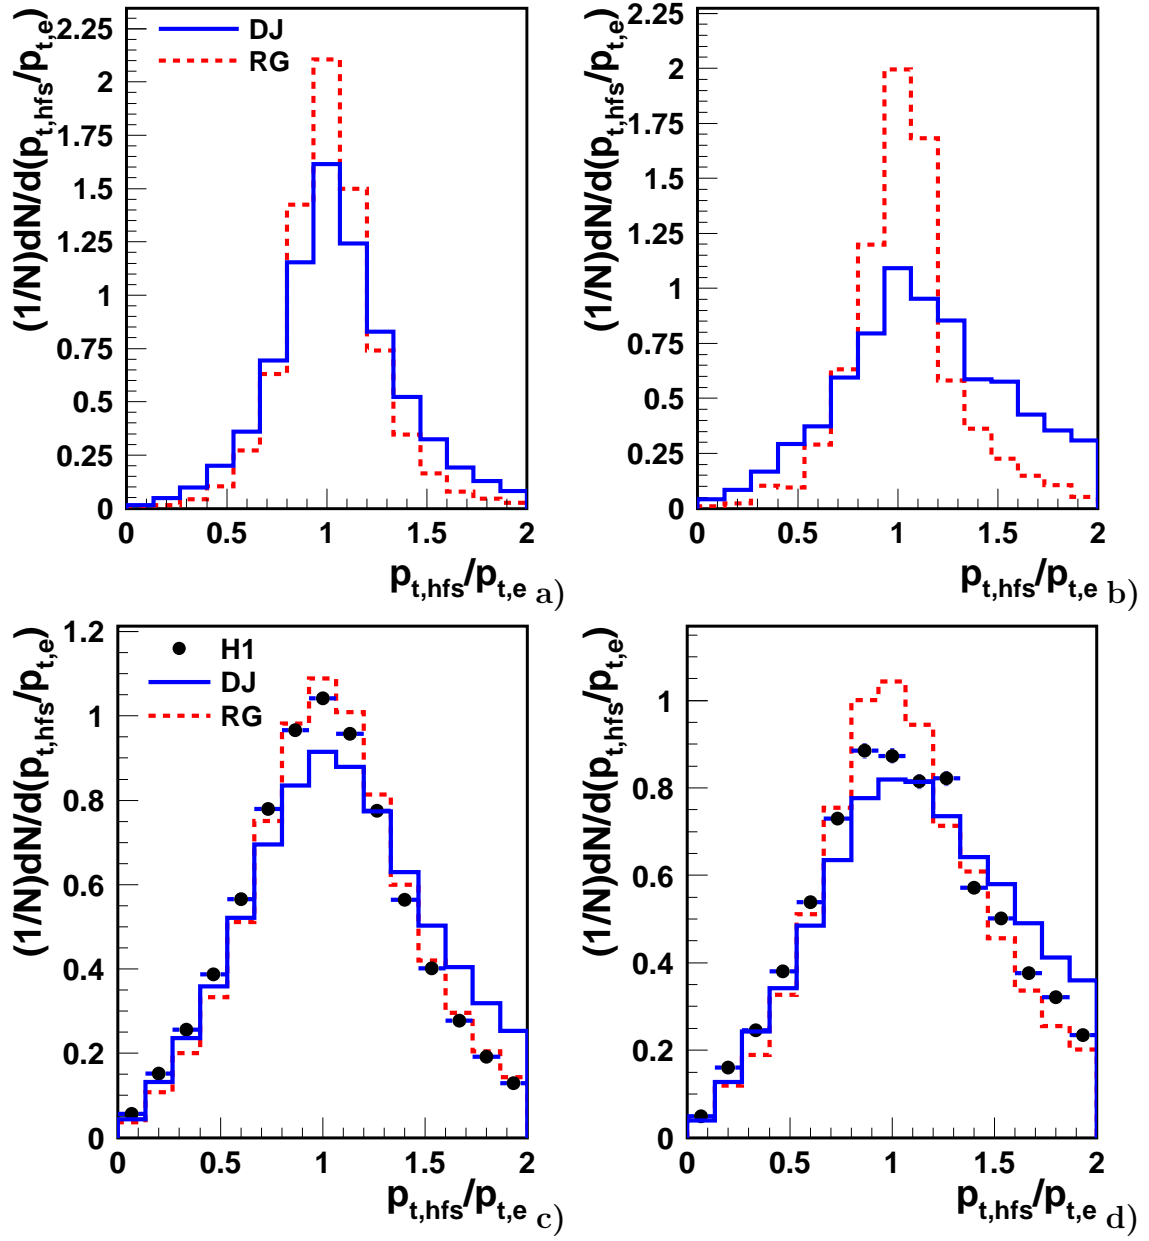 (1/N)dN/d(p_t,hfs/p_t,e)
2.25
2
1.75
1.5
1.25
1
0.75
0.5
0.25
0
DJ
RG
0 0.5 1 1.5 2
p_t,hfs/p_t,e a)
(1/N)dN/d(p_t,hfs/p_t,e)
2.25
2
1.75
1.5
1.25
1
0.75
0.5
0.25
0
0 0.5 1 1.5 2
p_t,hfs/p_t,e b)
(1/N)dN/d(p_t,hfs/p_t,e)
1.2
1
0.8
0.6
0.4
0.2
0
H1
DJ
RG
0 0.5 1 1.5 2
p_t,hfs/p_t,e c)
(1/N)dN/d(p_t,hfs/p_t,e)
1
0.8
0.6
0.4
0.2
0
0 0.5 1 1.5 2
p_t,hfs/p_t,e d)